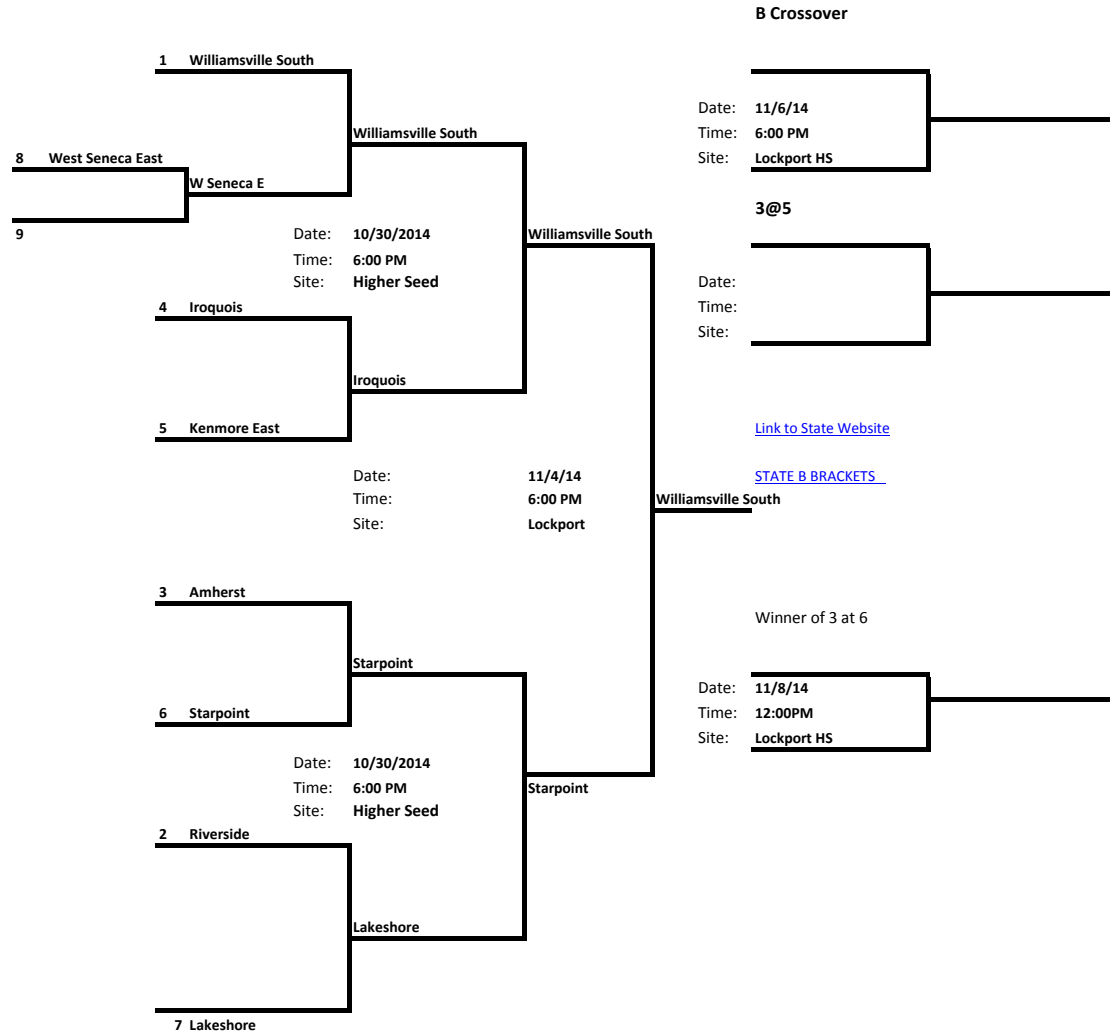 B Crossover
1 Williamsville South
Date: 11/6/14
Williamsville South
Time: 6:00 PM
8 West Seneca East
Site: Lockport HS
W Seneca E
3@5
9
Date: 10/30/2014
Williamsville South
Time: 6:00 PM
Site: Higher Seed
Date:
Time:
4 Iroquois
Site:
Iroquois
5 Kenmore East
Link to State Website
Date: 11/4/14
STATE B BRACKETS
Time: 6:00 PM
Williamsville South
Site: Lockport
3 Amherst
Winner of 3 at 6
Starpoint
Date: 11/8/14
6 Starpoint
Time: 12:00PM
Site: Lockport HS
Date: 10/30/2014
Time: 6:00 PM
Starpoint
Site: Higher Seed
2 Riverside
Lakeshore
7 Lakeshore